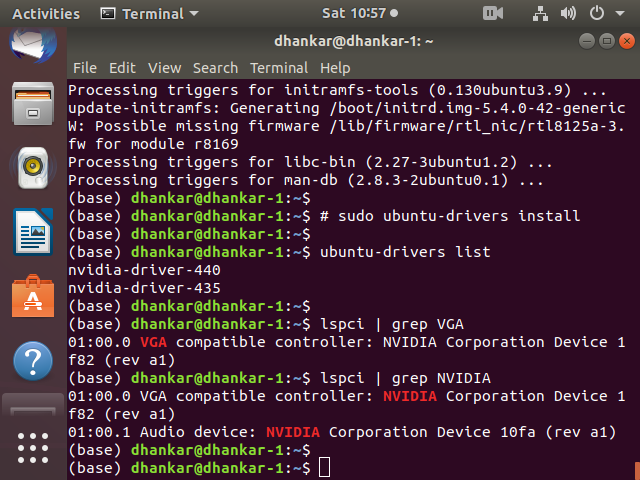 Activities Terminal Sat 10:57
dhankar@dhankar-1: ~
File Edit View Search Terminal Help
Processing triggers for initramfs-tools (0.130ubuntu3.9) ...
update-initramfs: Generating /boot/initrd.img-5.4.0-42-generic
W: Possible missing firmware /lib/firmware/rtl_nic/rtl8125a-3.
fw for module r8169
Processing triggers for libc-bin (2.27-3ubuntu1.2) ...
Processing triggers for man-db (2.8.3-2ubuntu0.1) ...
(base) dhankar@dhankar-1:~$
(base) dhankar@dhankar-1:~$ # sudo ubuntu-drivers install
(base) dhankar@dhankar-1:~$
(base) dhankar@dhankar-1:~$ ubuntu-drivers list
nvidia-driver-440
nvidia-driver-435
(base) dhankar@dhankar-1:~$
(base) dhankar@dhankar-1:~$ lspci | grep VGA
01:00.0 VGA compatible controller: NVIDIA Corporation Device 1
f82 (rev a1)
(base) dhankar@dhankar-1:~$ lspci | grep NVIDIA
01:00.0 VGA compatible controller: NVIDIA Corporation Device 1
f82 (rev a1)
01:00.1 Audio device: NVIDIA Corporation Device 10fa (rev a1)
(base) dhankar@dhankar-1:~$
(base) dhankar@dhankar-1:~$